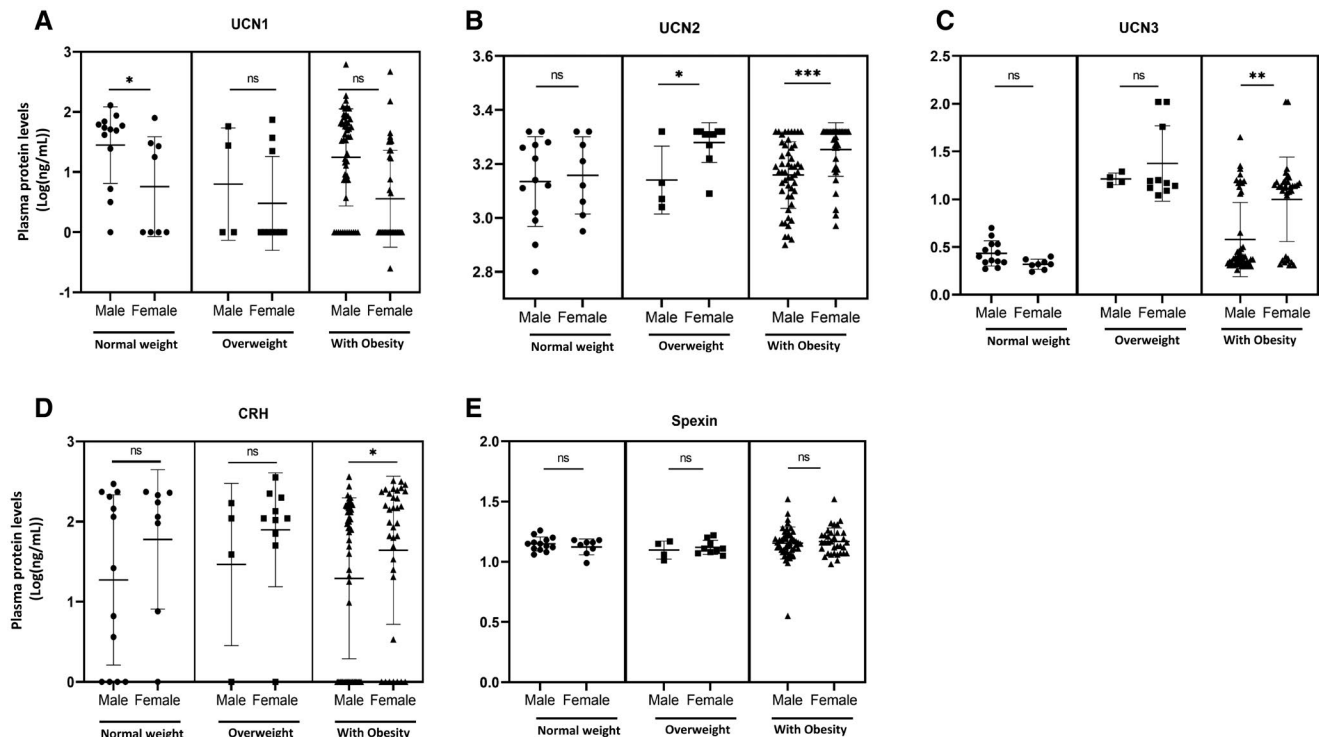 A
UCN1
Plasma protein levels
(Log(ng/mL))
3
2
1
0
-1
*
ns
ns
Male Female Male Female Male Female
Normal weight Overweight With Obesity
B
UCN2
3.6
3.4
3.2
3.0
2.8
ns
*
***
Male Female Male Female Male Female
Normal weight Overweight With Obesity
C
UCN3
2.5
2.0
1.5
1.0
0.5
0.0
ns
ns
**
Male Female Male Female Male Female
Normal weight Overweight With Obesity
D
CRH
Plasma protein levels
(Log(ng/mL))
3
2
1
0
ns
ns
*
Male Female Male Female Male Female
Normal weight Overweight With Obesity
E
Spexin
2.0
1.5
1.0
0.5
0.0
ns
ns
ns
Male Female Male Female Male Female
Normal weight Overweight With Obesity